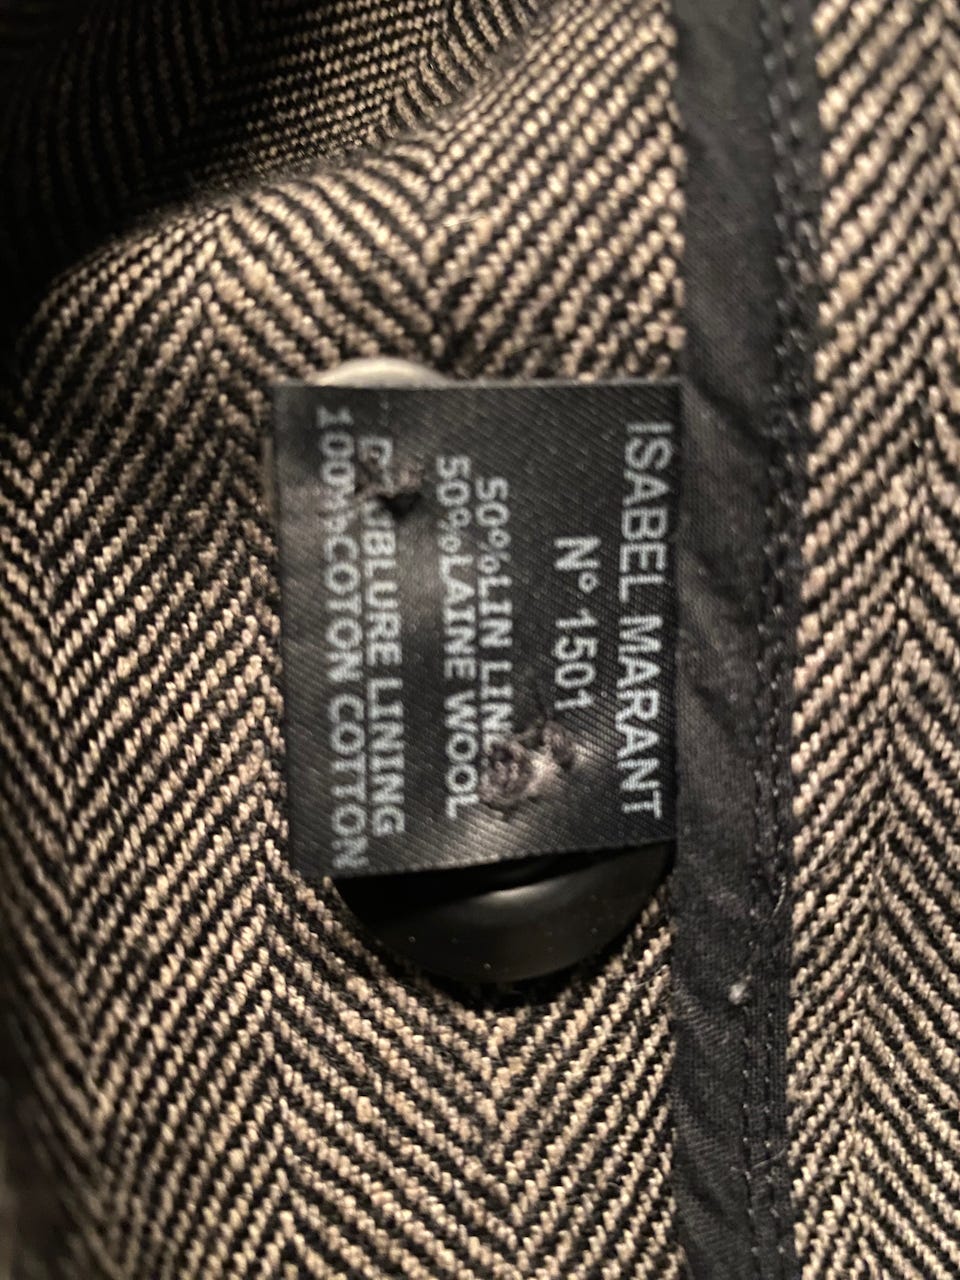 ISABEL MARANT
N° 1501
50%LIN LINEN
50%LAINE WOOL
DOUBLURE LINING
100%COTON COTTON